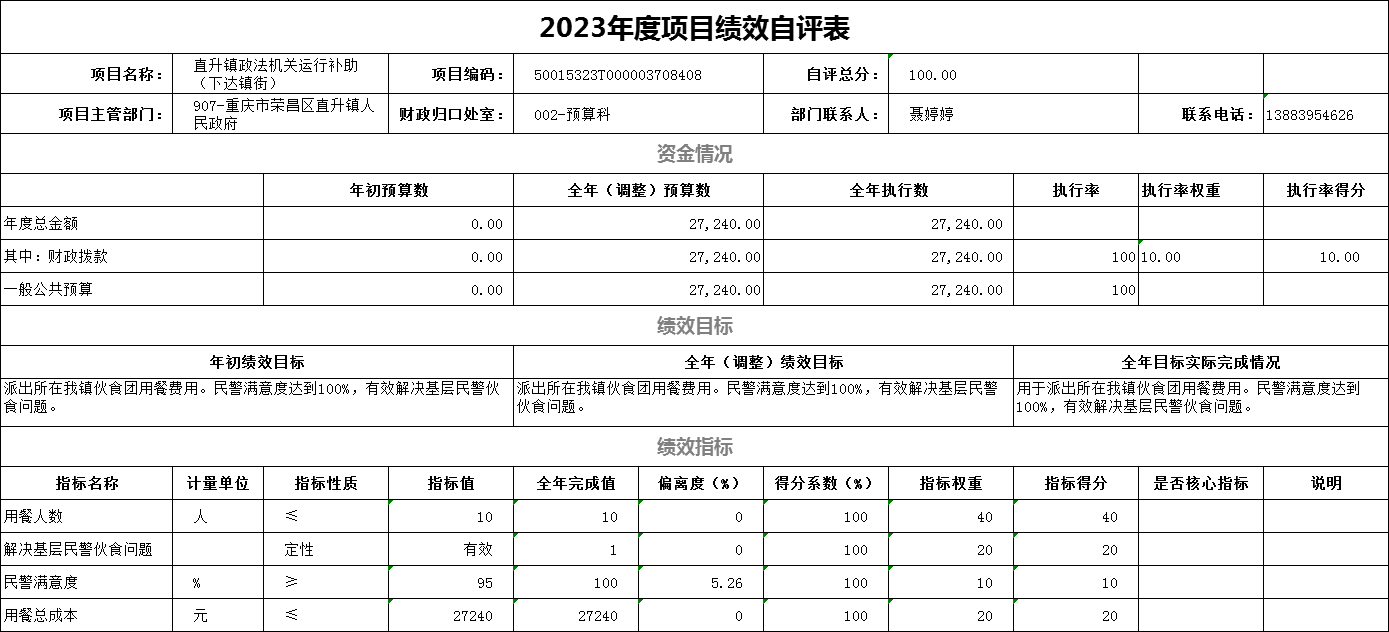 2023年度项目绩效自评表
项目名称： 直升镇政法机关运行补助（下达镇街） 项目编码： 50015323T000003708408 自评总分： 100.00
项目主管部门： 907-重庆市荣昌区直升镇人民政府 财政归口处室： 002-预算科 部门联系人： 聂婷婷 联系电话： 13883954626
资金情况
年初预算数 全年（调整）预算数 全年执行数 执行率 执行率权重 执行率得分
年度总金额 0.00 27,240.00 27,240.00
其中：财政拨款 0.00 27,240.00 27,240.00 100 10.00 10.00
一般公共预算 0.00 27,240.00 27,240.00 100
绩效目标
年初绩效目标 全年（调整）绩效目标 全年目标实际完成情况
派出所在我镇伙食团用餐费用。民警满意度达到100%，有效解决基层民警伙食问题。 派出所在我镇伙食团用餐费用。民警满意度达到100%，有效解决基层民警伙食问题。 用于派出所在我镇伙食团用餐费用。民警满意度达到100%，有效解决基层民警伙食问题。
绩效指标
指标名称 计量单位 指标性质 指标值 全年完成值 偏离度（%） 得分系数（%） 指标权重 指标得分 是否核心指标 说明
用餐人数 人 ≤ 10 10 0 100 40 40
解决基层民警伙食问题 定性 有效 1 0 100 20 20
民警满意度 % ≥ 95 100 5.26 100 10 10
用餐总成本 元 ≤ 27240 27240 0 100 20 20